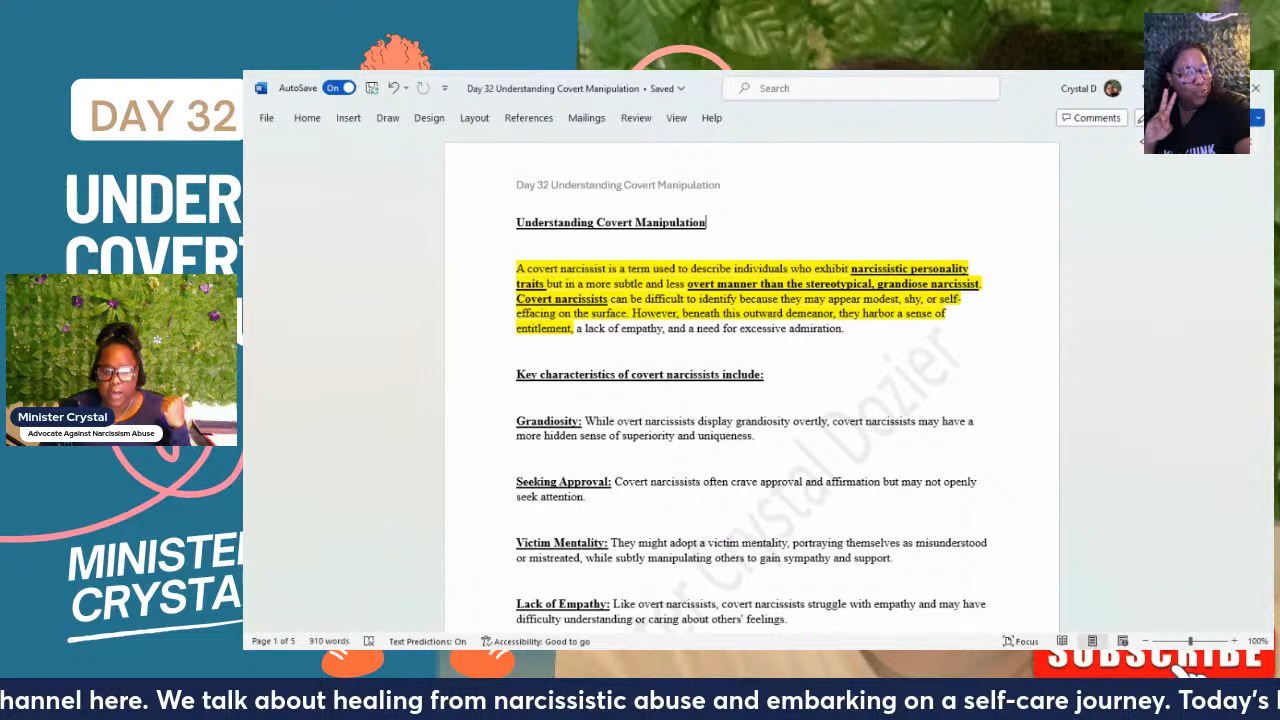 DAY 32
UNDER
COVERT
MINISTE
CRYSTA
Minister Crystal
Advocate Against Narcissism Abuse
AutoSave On Day 32 Understanding Covert Manipulation • Saved Search Crystal D
File Home Insert Draw Design Layout References Mailings Review View Help Comments
Day 32 Understanding Covert Manipulation
Understanding Covert Manipulation
A covert narcissist is a term used to describe individuals who exhibit narcissistic personality
traits but in a more subtle and less overt manner than the stereotypical, grandiose narcissist.
Covert narcissists can be difficult to identify because they may appear modest, shy, or self-
effacing on the surface. However, beneath this outward demeanor, they harbor a sense of
entitlement, a lack of empathy, and a need for excessive admiration.
Key characteristics of covert narcissists include:
Grandiosity: While overt narcissists display grandiosity overtly, covert narcissists may have a
more hidden sense of superiority and uniqueness.
Seeking Approval: Covert narcissists often crave approval and affirmation but may not openly
seek attention.
Victim Mentality: They might adopt a victim mentality, portraying themselves as misunderstood
or mistreated, while subtly manipulating others to gain sympathy and support.
Lack of Empathy: Like overt narcissists, covert narcissists struggle with empathy and may have
difficulty understanding or caring about others' feelings.
er Crystal Dozier
Page 1 of 5 910 words Text Predictions: On Accessibility: Good to go Focus 100%
SUBSCRIBE
hannel here. We talk about healing from narcissistic abuse and embarking on a self-care journey. Today's